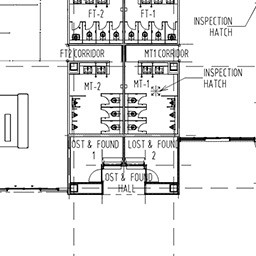 FT-2
FT-1
INSPECTION
HATCH
FT2 CORRIDOR
MT1 CORRIDOR
INSPECTION
HATCH
MT-2
MT-1
LOST & FOUND
1
LOST & FOUND
2
LOST & FOUND
HALL